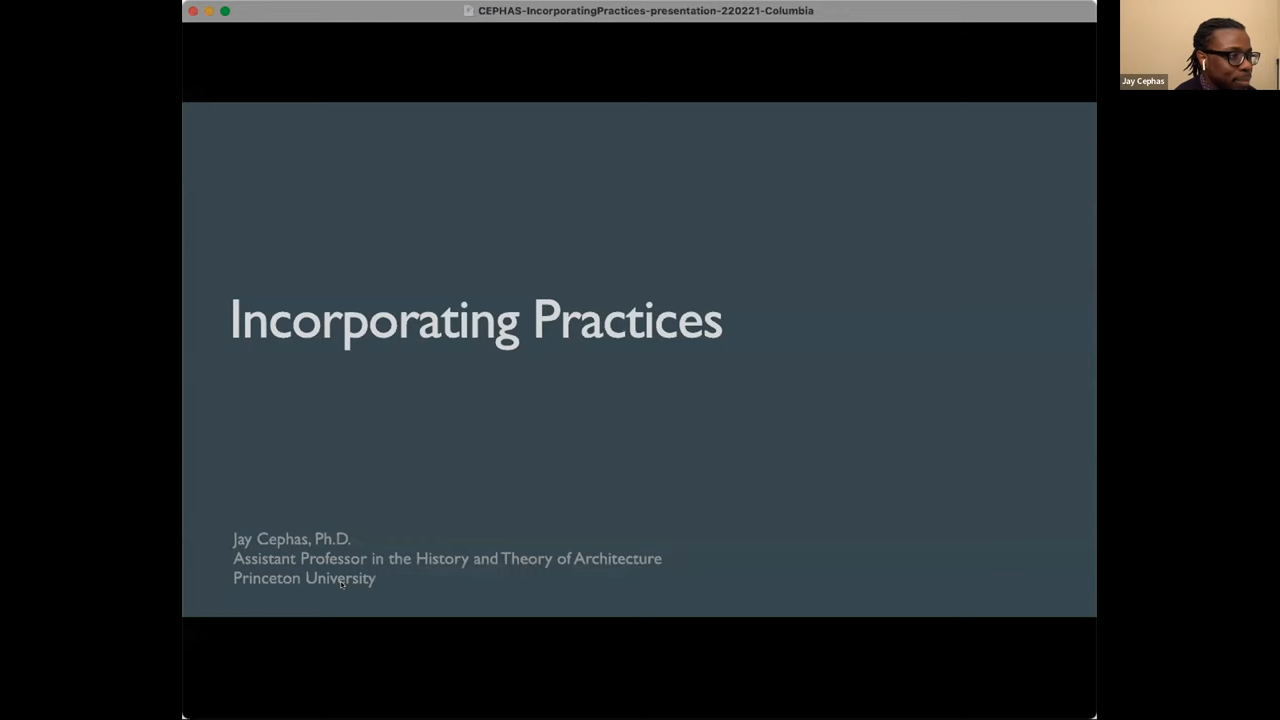 CEPHAS-IncorporatingPractices-presentation-220221-Columbia
Jay Cephas
Incorporating Practices
Jay Cephas, Ph.D.
Assistant Professor in the History and Theory of Architecture
Princeton University